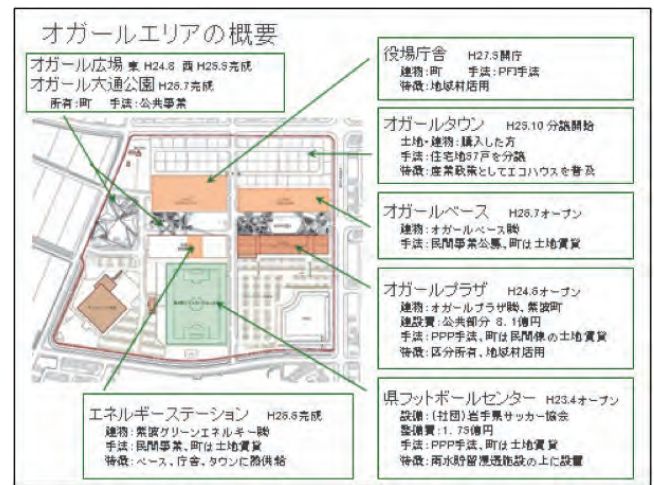 オガールエリアの概要
オガール広場 東 H24.8 西 H25.5完成
オガール大通公園 H26.7完成
所有:町 手法:公共事業
役場庁舎 H27.5開庁
建物:町 手法:PFI手法
特徴:地域材活用
オガールタウン H25.10 分譲開始
土地・建物:購入した方
手法:住宅地57戸を分譲
特徴:産業政策としてエコハウスを普及
オガールベース H26.7オープン
建物:オガールベース㈱
手法:民間事業公募、町は土地賃貸
オガールプラザ H24.6オープン
建物:オガールプラザ㈱、紫波町
建設費:公共部分 8.1億円
手法:PPP手法、町は民間棟の土地賃貸
特徴:区分所有、地域材活用
県フットボールセンター H23.4オープン
設備:(社団)岩手県サッカー協会
整備費:1.75億円
手法:PPP手法、町は土地賃貸
特徴:雨水貯留浸透施設の上に設置
エネルギーステーション H26.6完成
建物:紫波グリーンエネルギー㈱
手法:民間事業、町は土地賃貸
特徴:ベース、庁舎、タウンに熱供給